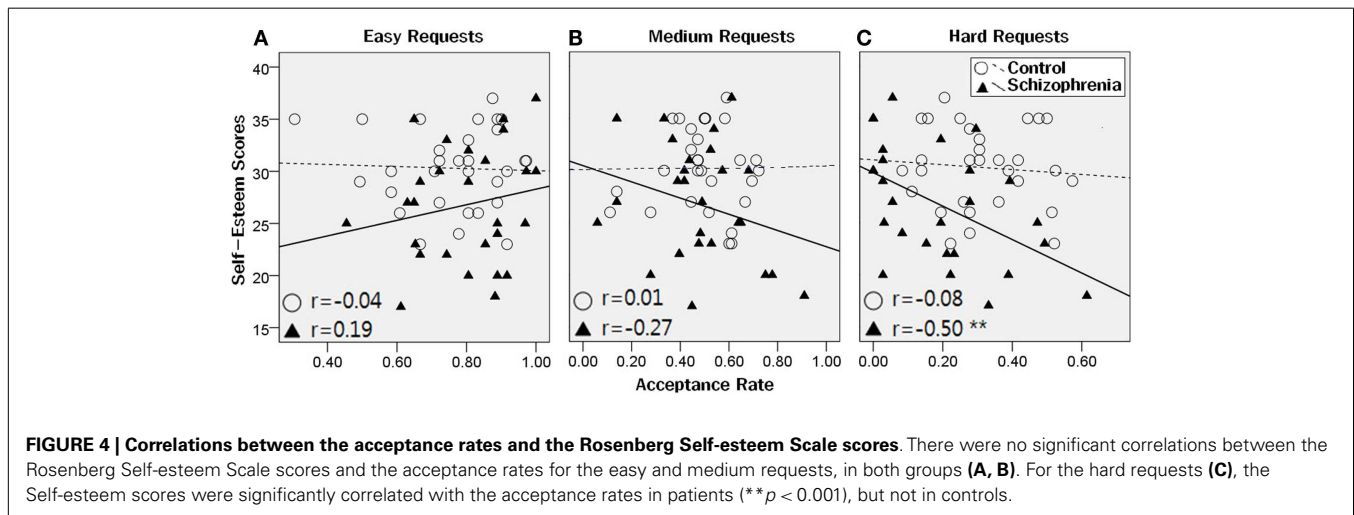 A Easy Requests
B Medium Requests
C Hard Requests
Control
Schizophrenia
Self-Esteem Scores
40
35
30
25
20
15
r=-0.04
r=0.19
r=0.01
r=-0.27
r=-0.08
r=-0.50 **
0.40 0.60 0.80 1.00
0.00 0.20 0.40 0.60 0.80 1.00
0.00 0.20 0.40 0.60
Acceptance Rate
FIGURE 4 | Correlations between the acceptance rates and the Rosenberg Self-esteem Scale scores. There were no significant correlations between the
Rosenberg Self-esteem Scale scores and the acceptance rates for the easy and medium requests, in both groups (A, B). For the hard requests (C), the
Self-esteem scores were significantly correlated with the acceptance rates in patients (**p < 0.001), but not in controls.